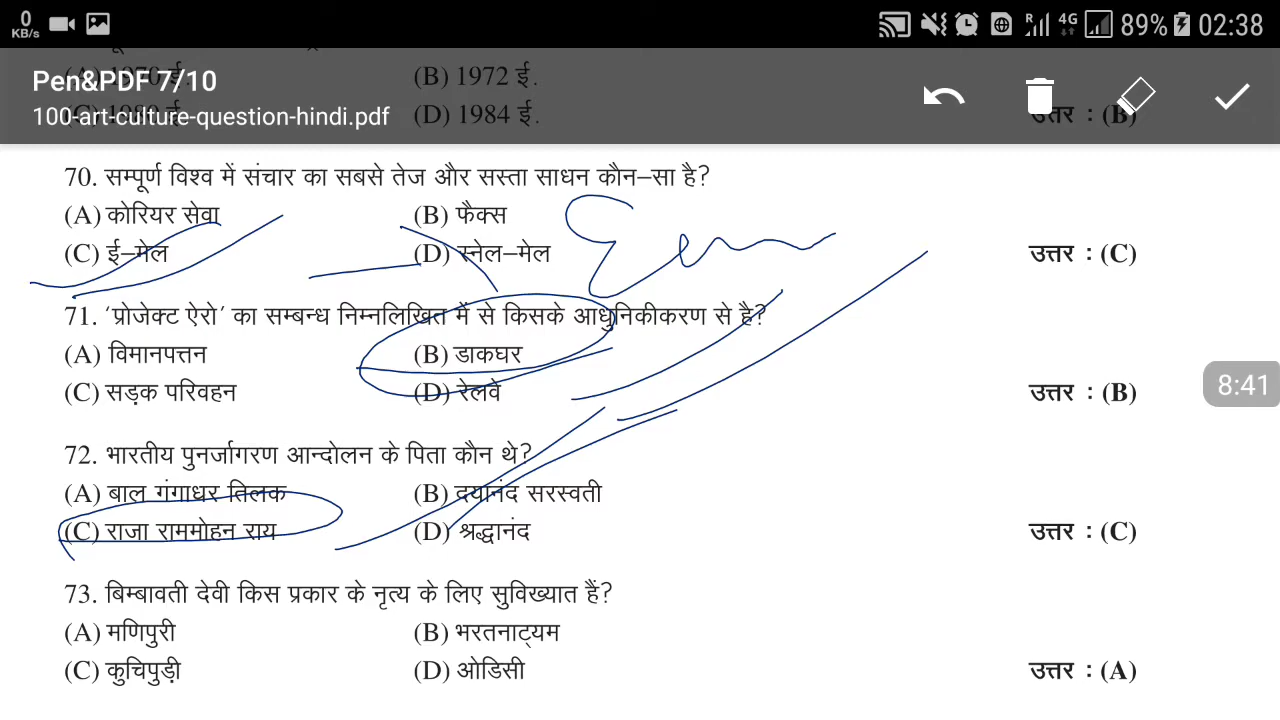 0 KB/s R 4G 89% 02:38
Pen&PDF 7/10
100-art-culture-question-hindi.pdf
(A) 1970 ई. (B) 1972 ई.
(D) 1984 ई. उत्तर : (B)
70. सम्पूर्ण विश्व में संचार का सबसे तेज और सस्ता साधन कौन–सा है?
(A) कोरियर सेवा (B) फैक्स
(C) ई–मेल (D) स्नेल–मेल उत्तर : (C)
71. ‘प्रोजेक्ट ऐरो’ का सम्बन्ध निम्नलिखित में से किसके आधुनिकीकरण से है?
(A) विमानपत्तन (B) डाकघर
(C) सड़क परिवहन (D) रेलवे उत्तर : (B)
8:41
72. भारतीय पुनर्जागरण आन्दोलन के पिता कौन थे?
(A) बाल गंगाधर तिलक (B) दयानंद सरस्वती
(C) राजा राममोहन राय (D) श्रद्धानंद उत्तर : (C)
73. बिम्बावती देवी किस प्रकार के नृत्य के लिए सुविख्यात हैं?
(A) मणिपुरी (B) भरतनाट्यम
(C) कुचिपुड़ी (D) ओडिसी उत्तर : (A)